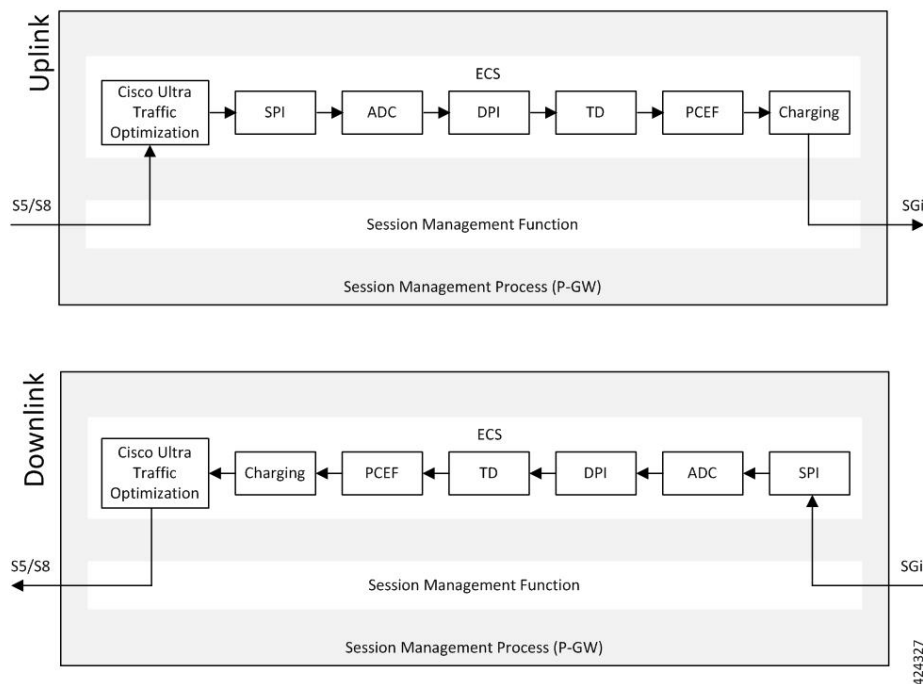 Uplink
ECS
Cisco Ultra
Traffic
Optimization
SPI
ADC
DPI
TD
PCEF
Charging
S5/S8
SGi
Session Management Function
Session Management Process (P-GW)
Downlink
ECS
Cisco Ultra
Traffic
Optimization
Charging
PCEF
TD
DPI
ADC
SPI
S5/S8
SGi
Session Management Function
Session Management Process (P-GW)
424327